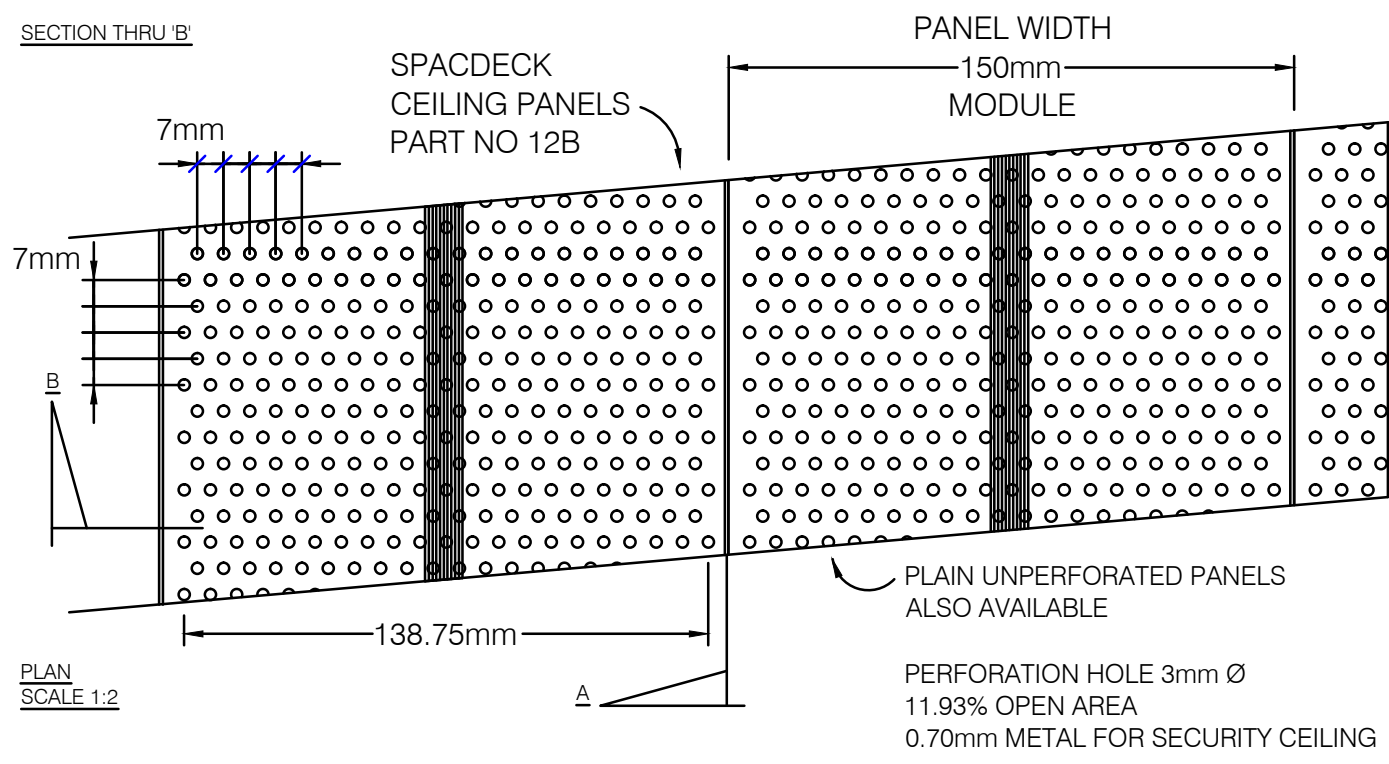 SECTION THRU 'B'
PANEL WIDTH
150mm
MODULE
SPACDECK
CEILING PANELS
PART NO 12B
7mm
7mm
B
138.75mm
PLAN
SCALE 1:2
A
PLAIN UNPERFORATED PANELS
ALSO AVAILABLE
PERFORATION HOLE 3mm Ø
11.93% OPEN AREA
0.70mm METAL FOR SECURITY CEILING